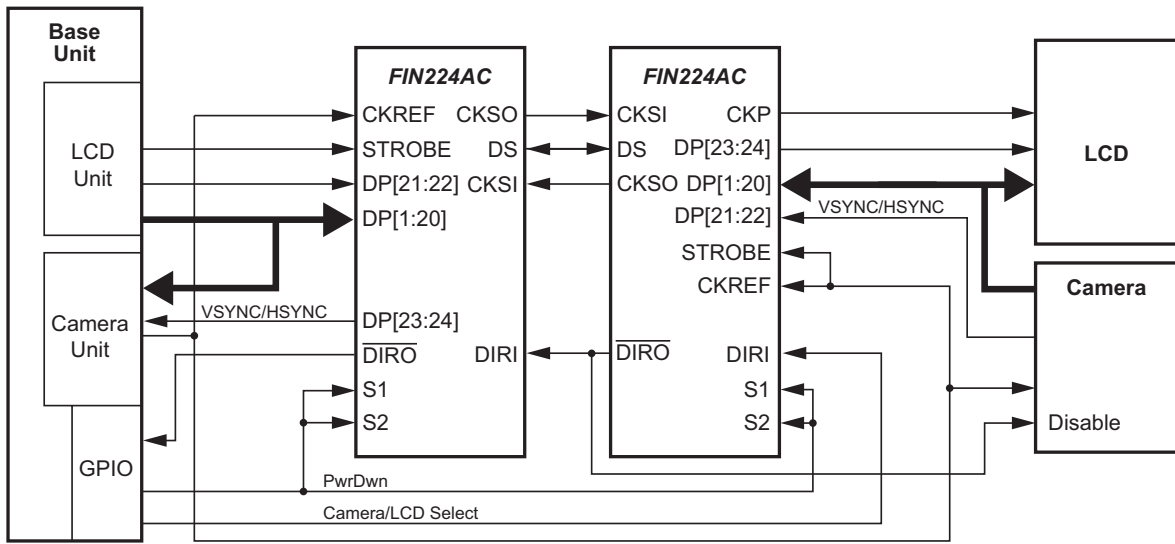 Base
Unit
LCD
Unit
Camera
Unit
GPIO
VSYNC/HSYNC
PwrDwn
Camera/LCD Select
FIN224AC
CKREF
CKSO
STROBE
DS
DP[21:22]
CKSI
DP[1:20]
DP[23:24]
DIRO
DIRI
S1
S2
FIN224AC
CKSI
CKP
DS
DP[23:24]
CKSO
DP[1:20]
DP[21:22]
STROBE
CKREF
DIRO
DIRI
S1
S2
VSYNC/HSYNC
LCD
Camera
Disable